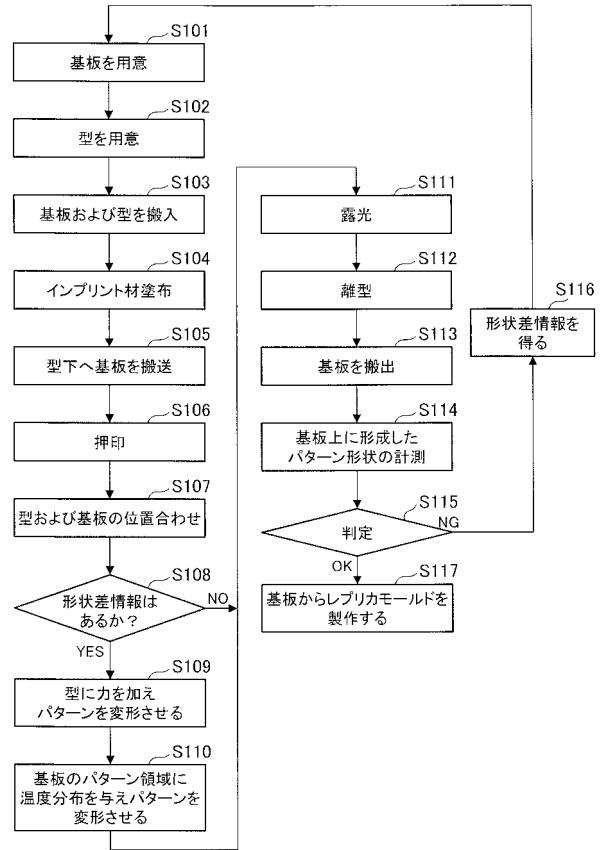 S101
基板を用意
S102
型を用意
S103
基板および型を搬入
S104
インプリント材塗布
S105
型下へ基板を搬送
S106
押印
S107
型および基板の位置合わせ
S108
形状差情報は
あるか？
NO
YES
S109
型に力を加え
パターンを変形させる
S110
基板のパターン領域に
温度分布を与えパターンを
変形させる
S111
露光
S112
離型
S113
基板を搬出
S114
基板上に形成した
パターン形状の計測
S115
判定
NG
OK
S117
基板からレプリカモールドを
製作する
S116
形状差情報を
得る